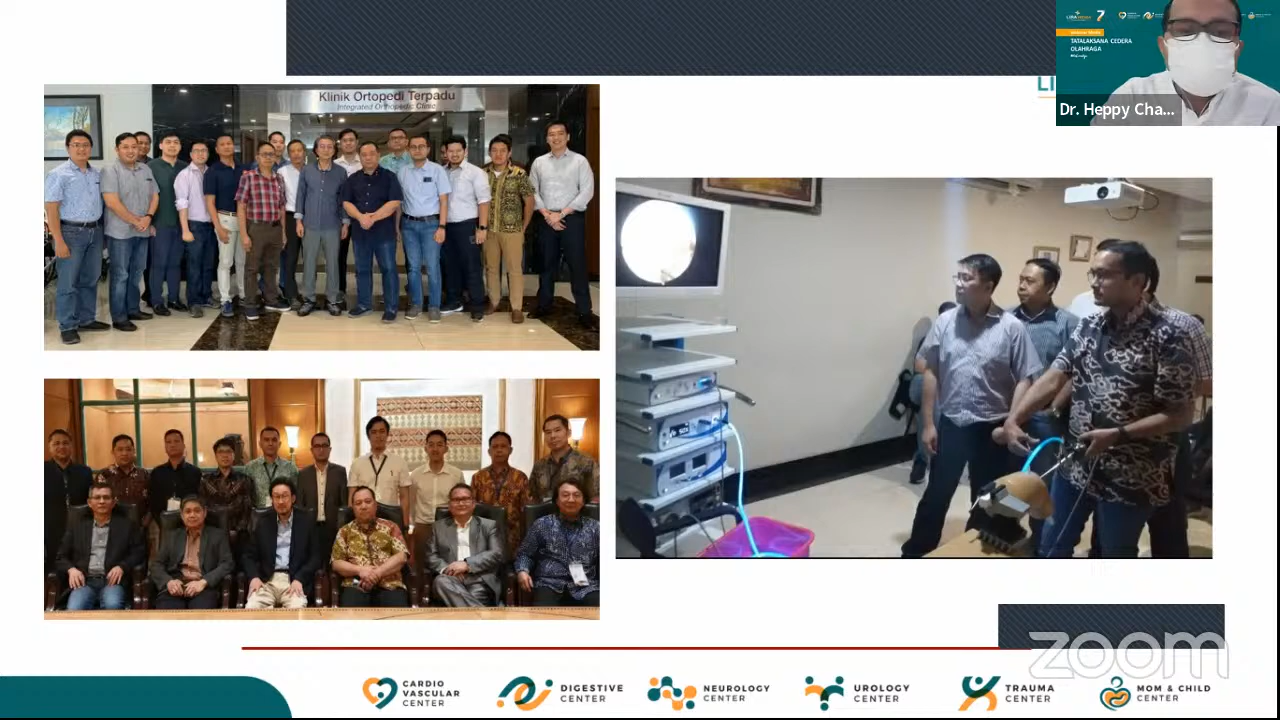 TATALAKSANA CEDERA
OLAHRAGA
Dr. Heppy Cha...
LI
Klinik Ortopedi Terpadu
Integrated Orthopedic Clinic
zoom
CARDIO
VASCULAR
CENTER
DIGESTIVE
CENTER
NEUROLOGY
CENTER
UROLOGY
CENTER
TRAUMA
CENTER
MOM & CHILD
CENTER